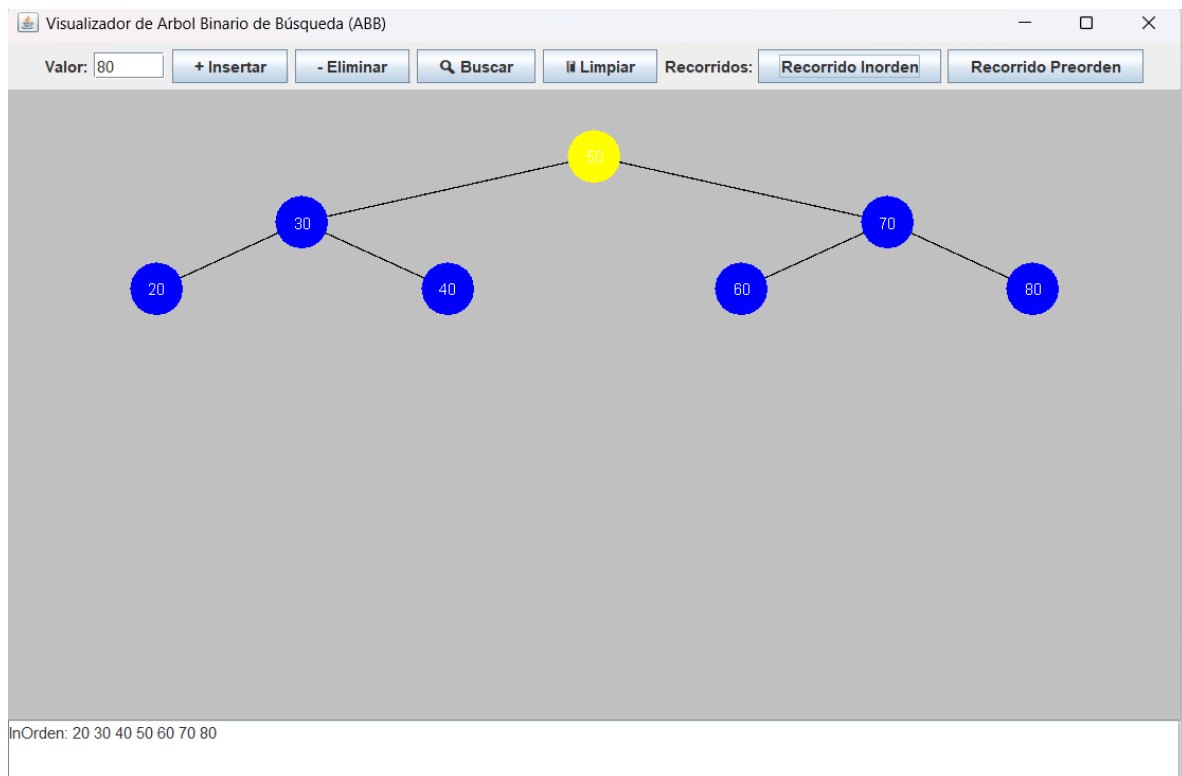 Visualizador de Arbol Binario de Búsqueda (ABB)
Valor: 80 + Insertar - Eliminar Buscar Limpiar Recorridos: Recorrido Inorden Recorrido Preorden
50
30 70
20 40 60 80
InOrden: 20 30 40 50 60 70 80